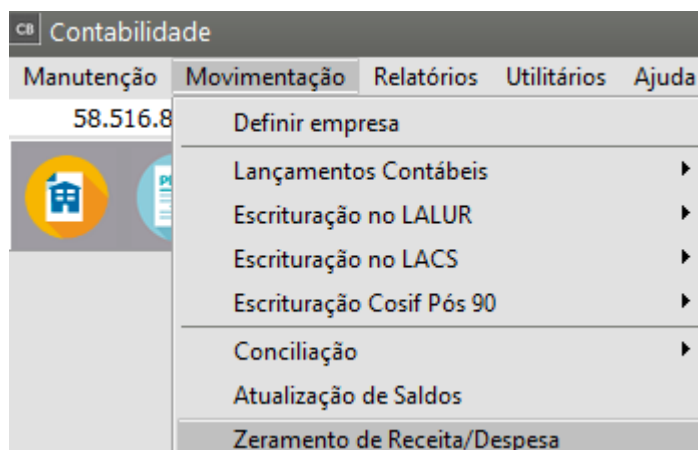 CB Contabilidade
Manutenção Movimentação Relatórios Utilitários Ajuda
58.516.8
Definir empresa
Lançamentos Contábeis
Escrituração no LALUR
Escrituração no LACS
Escrituração Cosif Pós 90
Conciliação
Atualização de Saldos
Zeramento de Receita/Despesa